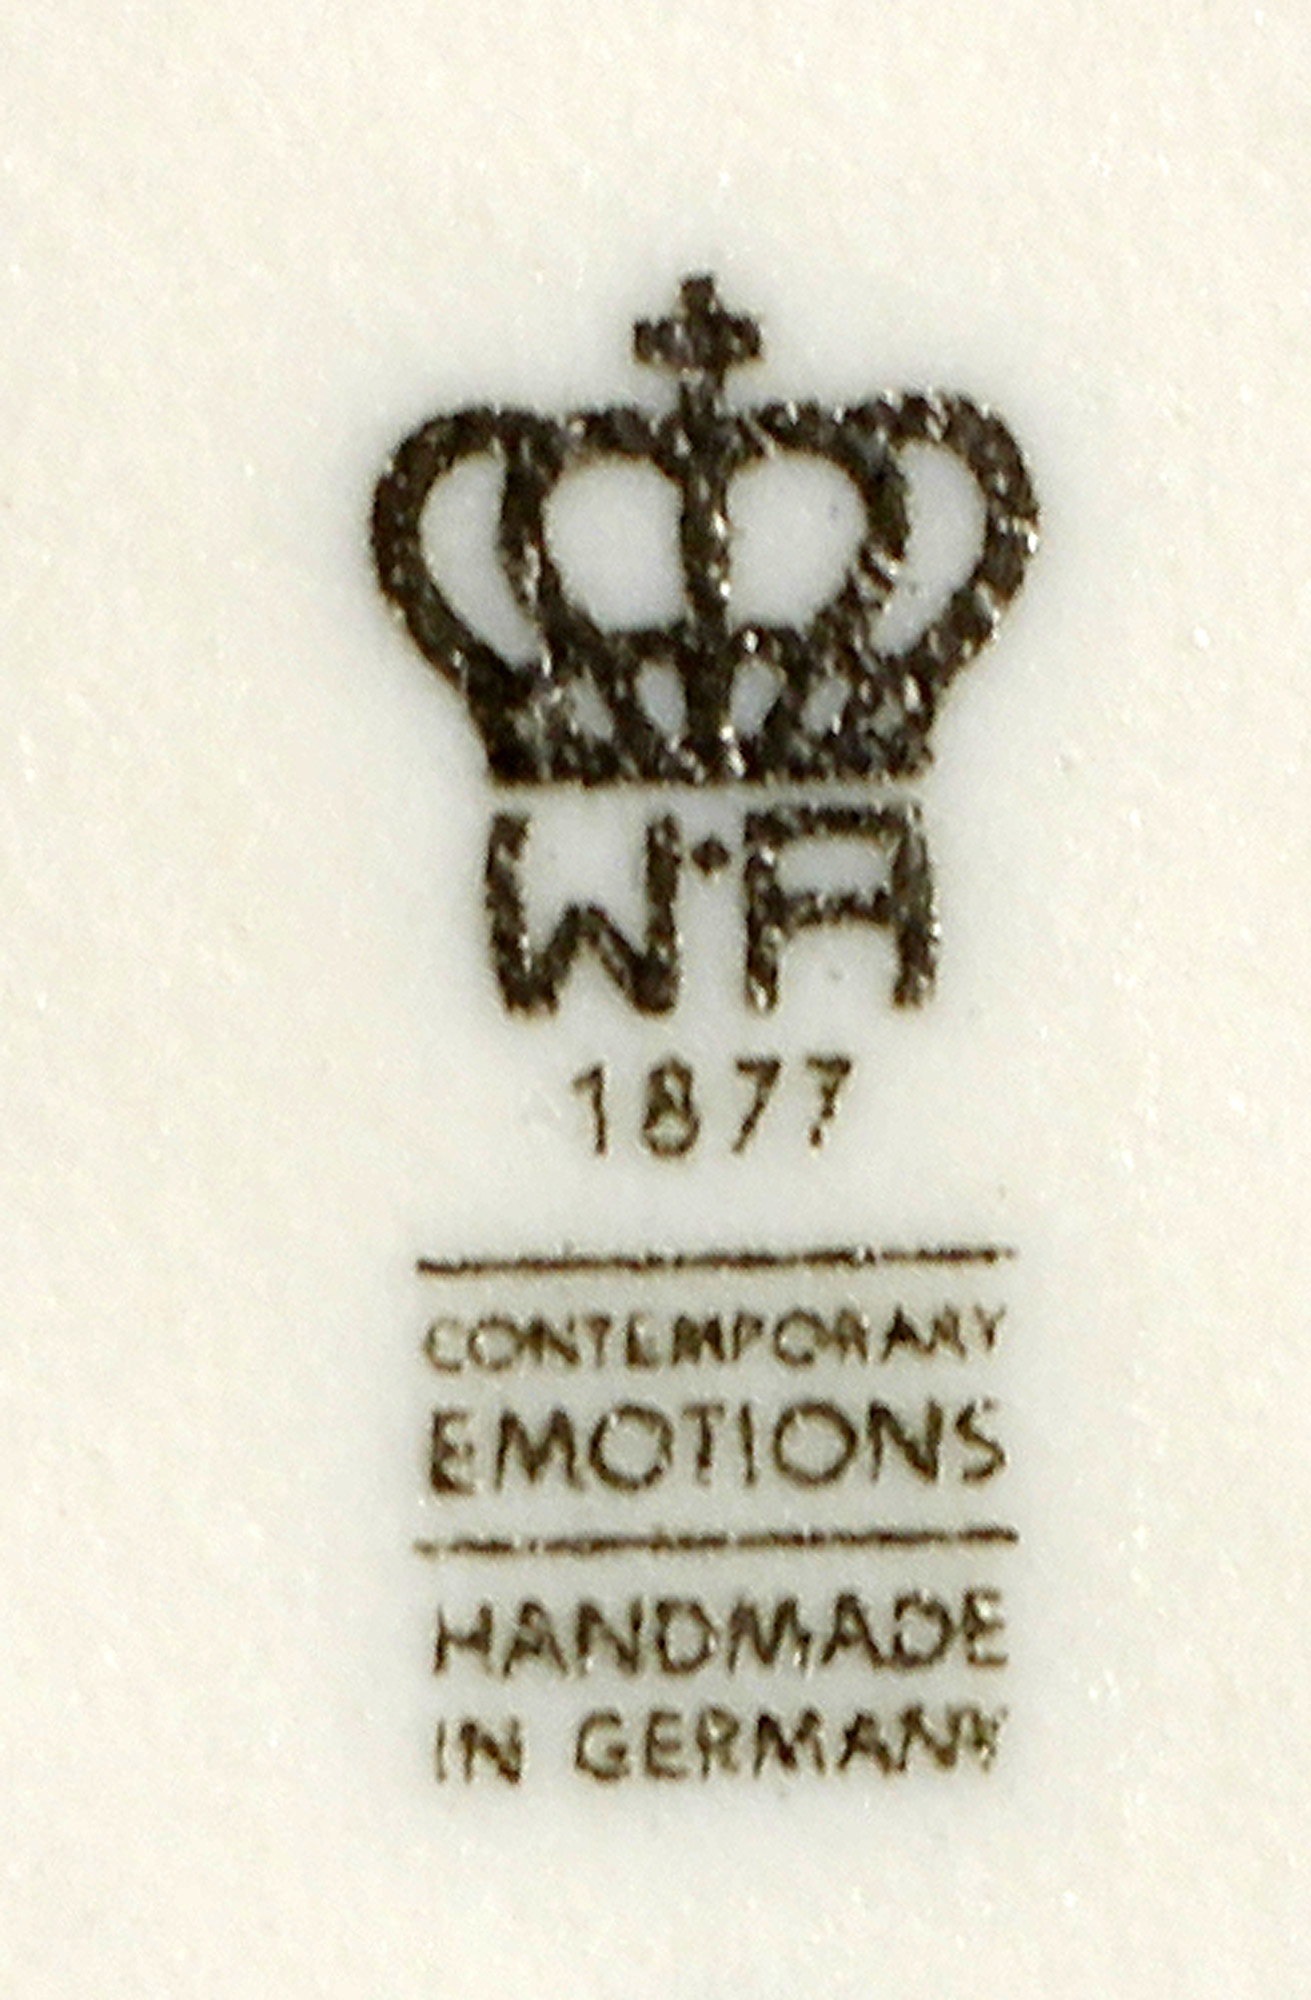 W·A
1877
CONTEMPORARY
EMOTIONS
HANDMADE
IN GERMANY